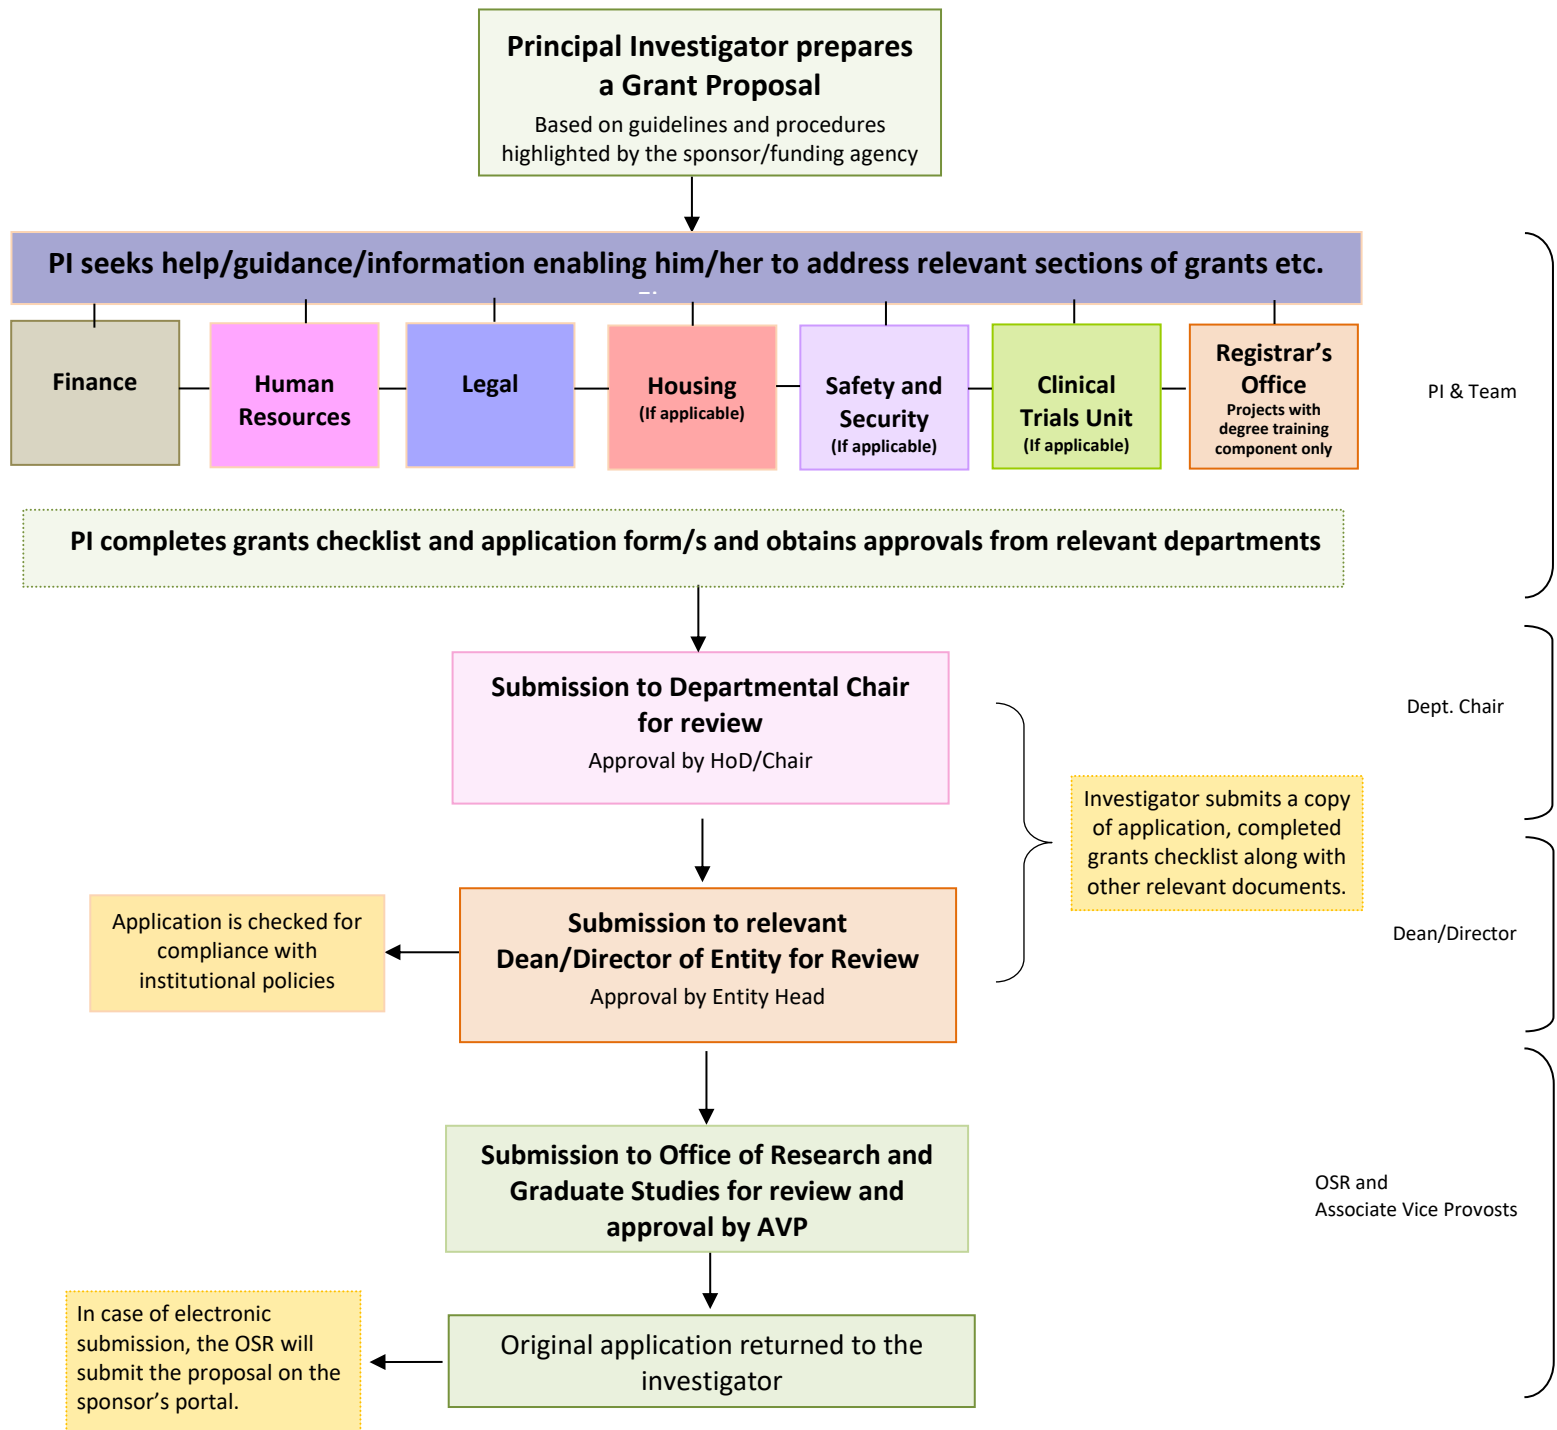 Principal Investigator prepares
a Grant Proposal
Based on guidelines and procedures
highlighted by the sponsor/funding agency
PI seeks help/guidance/information enabling him/her to address relevant sections of grants etc.
Finance
Human
Resources
Legal
Housing
(If applicable)
Safety and
Security
(If applicable)
Clinical
Trials Unit
(If applicable)
Registrar’s
Office
Projects with
degree training
component only
PI & Team
PI completes grants checklist and application form/s and obtains approvals from relevant departments
Submission to Departmental Chair
for review
Approval by HoD/Chair
Dept. Chair
Investigator submits a copy
of application, completed
grants checklist along with
other relevant documents.
Application is checked for
compliance with
institutional policies
Submission to relevant
Dean/Director of Entity for Review
Approval by Entity Head
Dean/Director
Submission to Office of Research and
Graduate Studies for review and
approval by AVP
OSR and
Associate Vice Provosts
In case of electronic
submission, the OSR will
submit the proposal on the
sponsor’s portal.
Original application returned to the
investigator